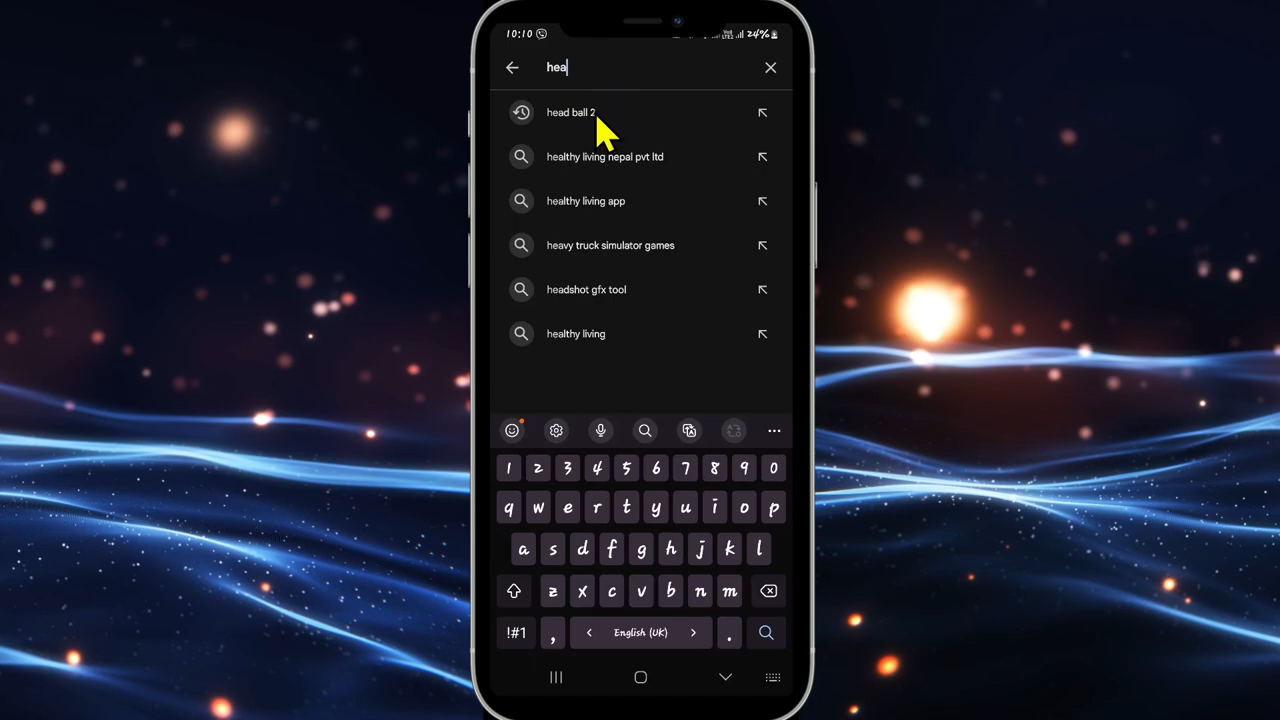 10:10 24%
hea
head ball 2
healthy living nepal pvt ltd
healthy living app
heavy truck simulator games
headshot gfx tool
healthy living
1 2 3 4 5 6 7 8 9 0
q w e r t y u i o p
a s d f g h j k l
z x c v b n m
!#1 , < English (UK) > .